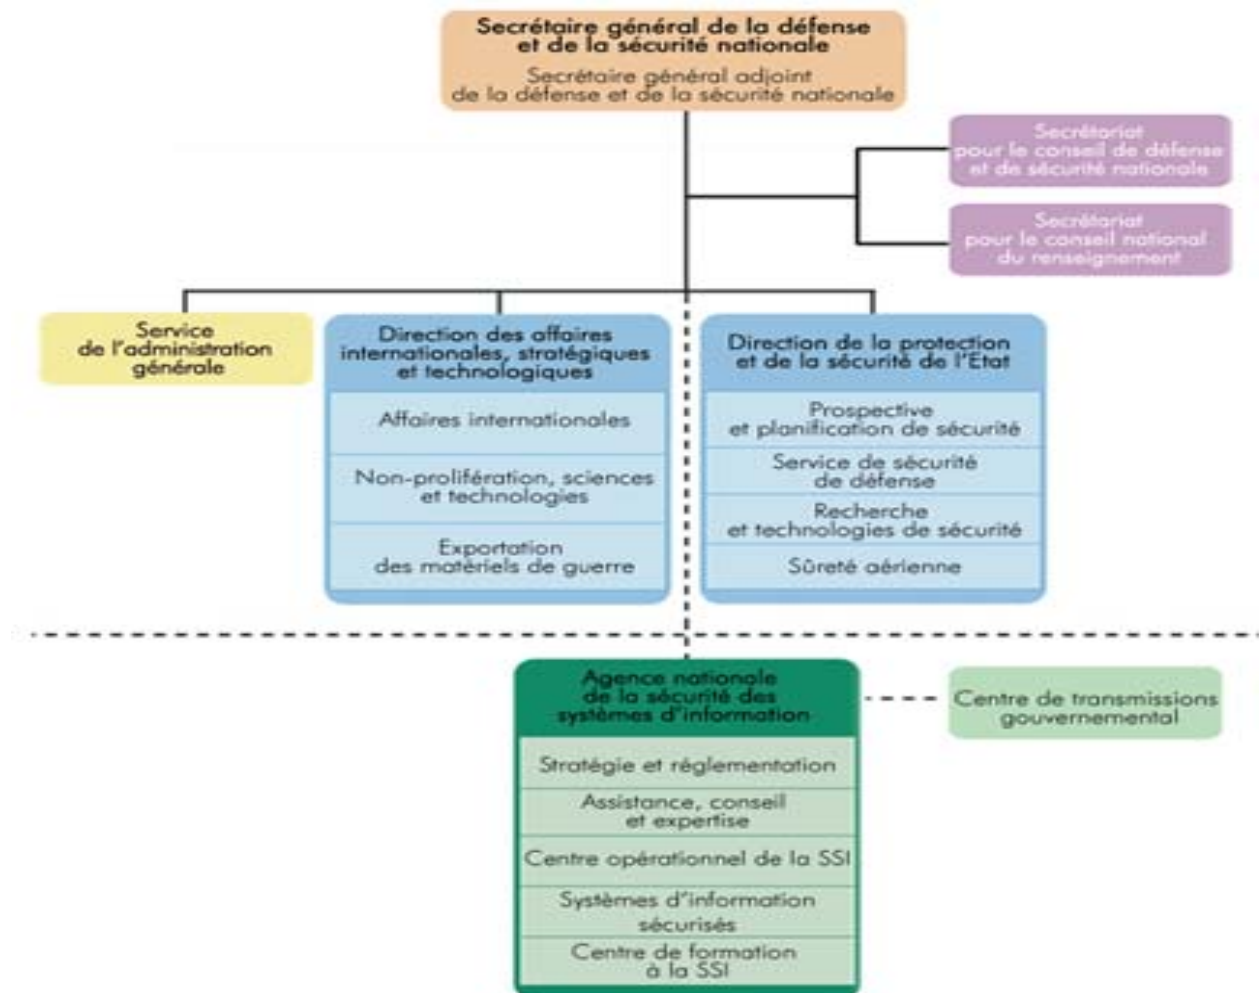 Secrétaire général de la défense
et de la sécurité nationale
Secrétaire général adjoint
de la défense et de la sécurité nationale
Secrétariat
pour le conseil de défense
et de sécurité nationale
Secrétariat
pour le conseil national
du renseignement
Service
de l'administration
générale
Direction des affaires
internationales, stratégiques
et technologiques
Affaires internationales
Non-prolifération, sciences
et technologies
Exportation
des matériels de guerre
Direction de la protection
et de la sécurité de l'Etat
Prospective
et planification de sécurité
Service de sécurité
de défense
Recherche
et technologies de sécurité
Sûreté aérienne
Agence nationale
de la sécurité des
systèmes d'information
Stratégie et réglementation
Assistance, conseil
et expertise
Centre opérationnel de la SSI
Systèmes d'information
sécurisés
Centre de formation
à la SSI
Centre de transmissions
gouvernemental